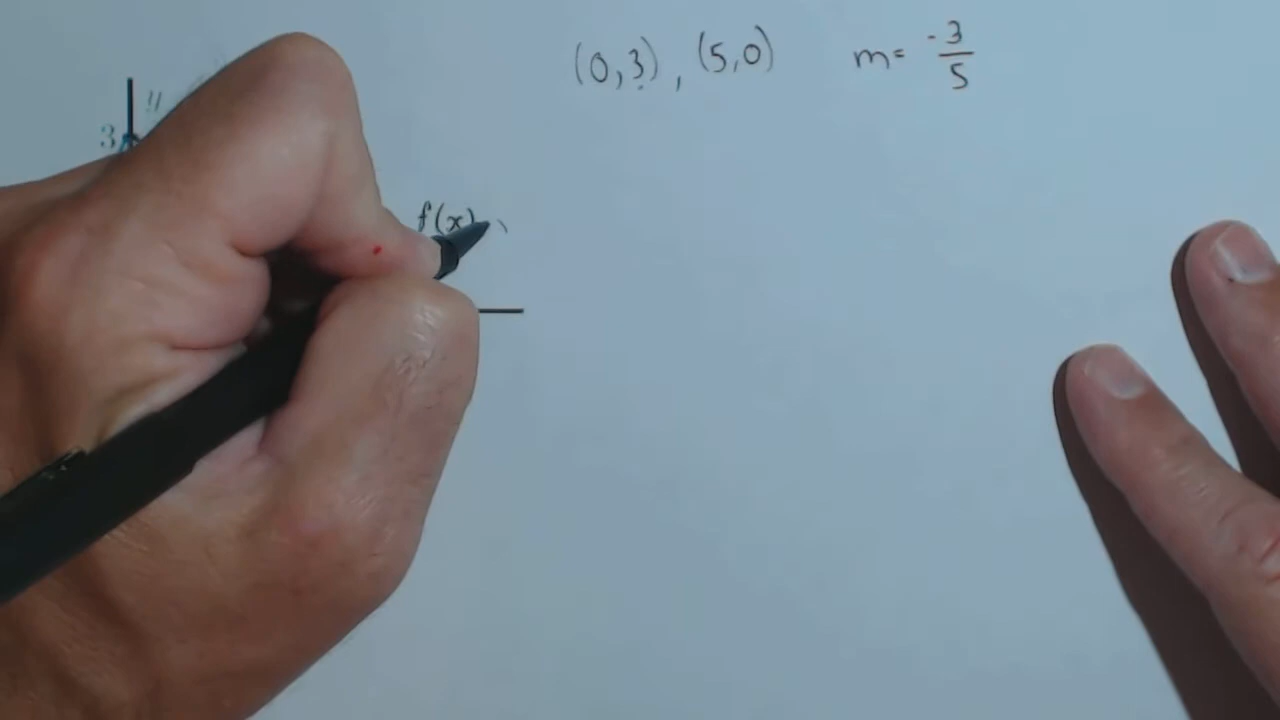 (0,3), (5,0) m= -3/5
y
3
f(x)